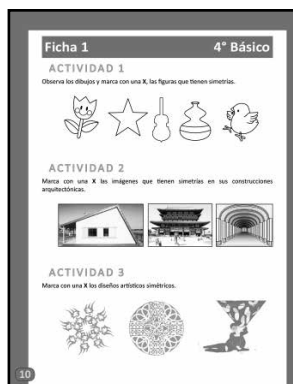 Ficha 1
4° Básico
ACTIVIDAD 1
Observa los dibujos y marca con una X, las figuras que tienen simetrías.
ACTIVIDAD 2
Marca con una X las imágenes que tienen simetrías en sus construcciones
arquitectónicas.
ACTIVIDAD 3
Marca con una X los diseños artísticos simétricos.
10